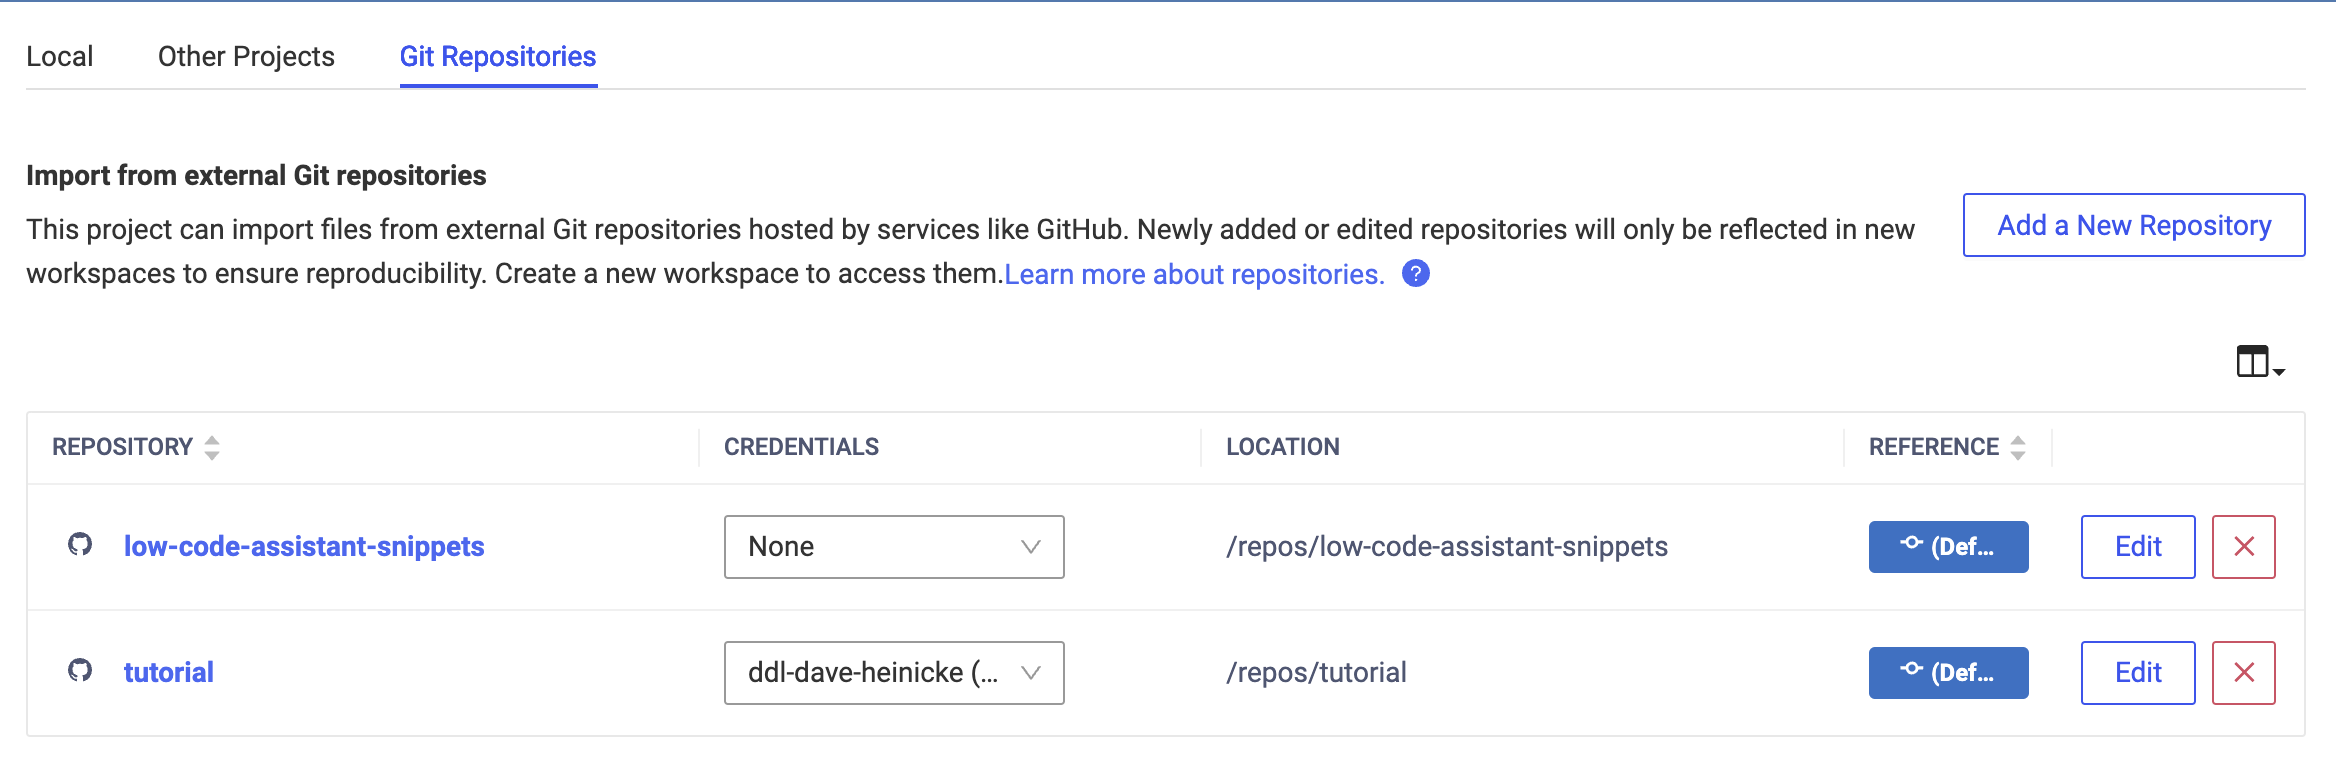 Local Other Projects Git Repositories
Import from external Git repositories
This project can import files from external Git repositories hosted by services like GitHub. Newly added or edited repositories will only be reflected in new
workspaces to ensure reproducibility. Create a new workspace to access them.Learn more about repositories. ?
Add a New Repository
REPOSITORY CREDENTIALS LOCATION REFERENCE
low-code-assistant-snippets None /repos/low-code-assistant-snippets (Def... Edit
tutorial ddl-dave-heinicke (... /repos/tutorial (Def... Edit